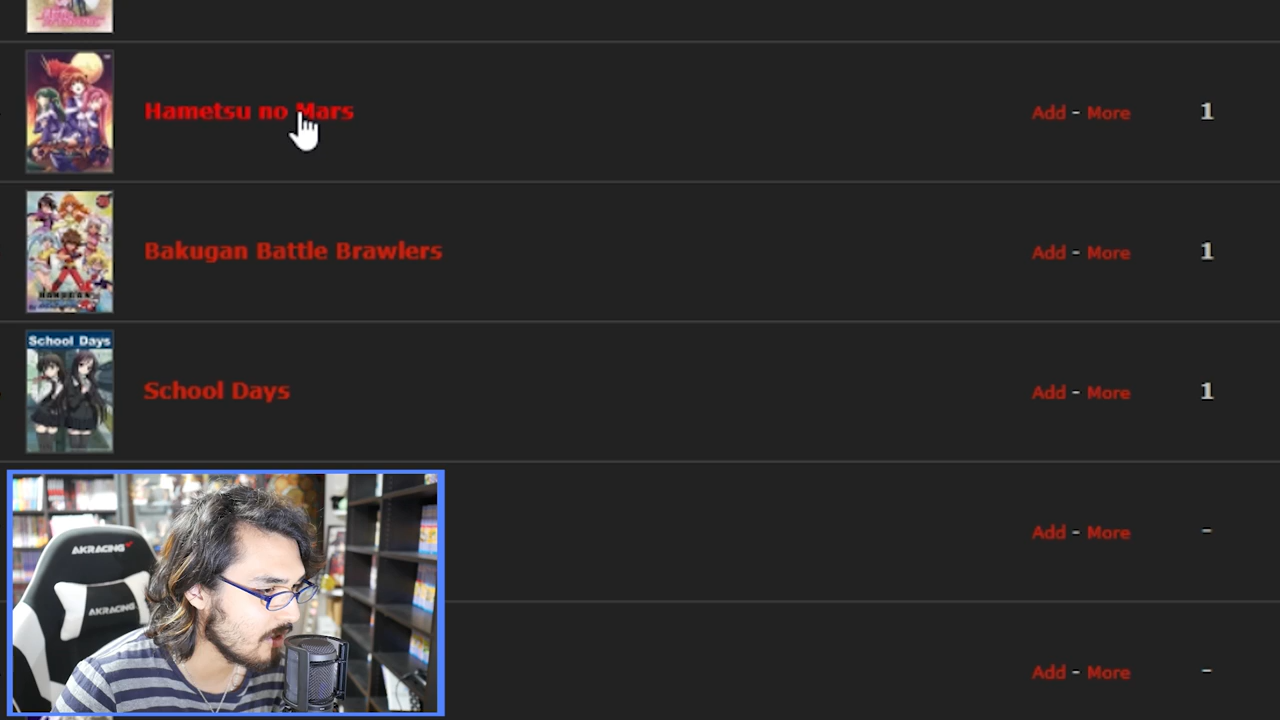 Hametsu no Mars
Add - More
1
Bakugan Battle Brawlers
Add - More
1
School Days
School Days
Add - More
1
Add - More
-
Add - More
-
AKRACING
AKRACING